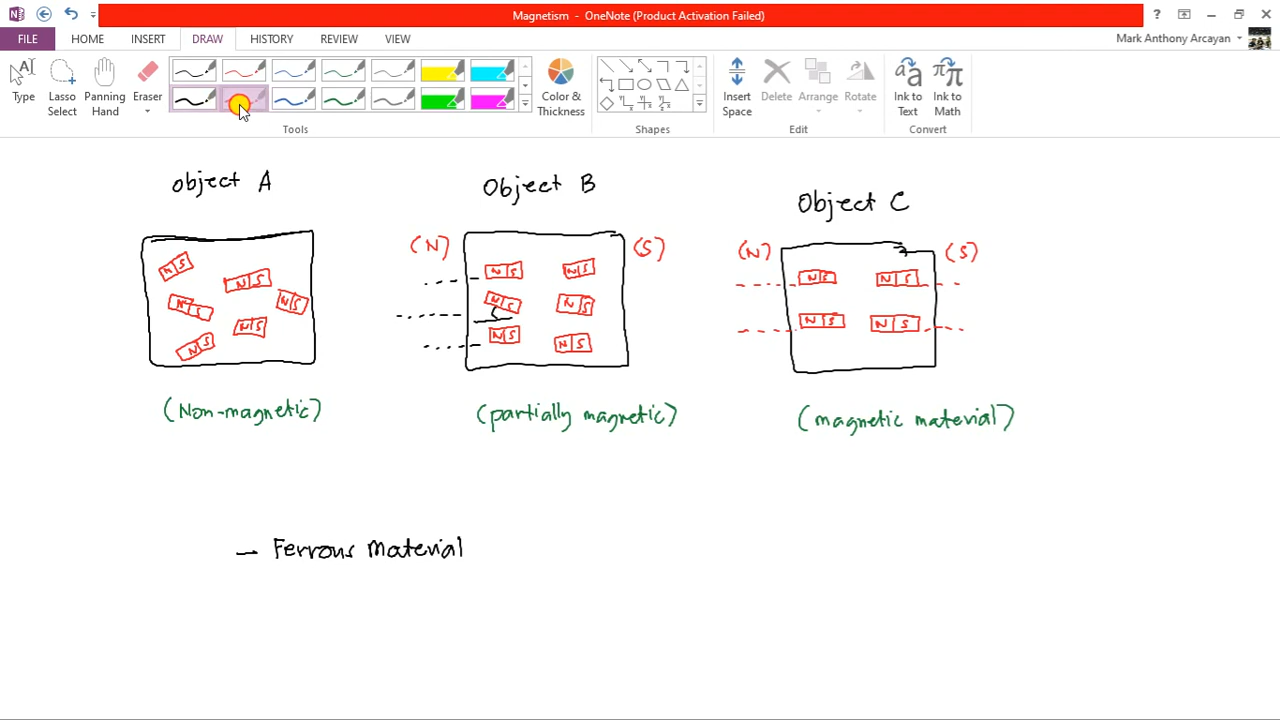 Magnetism - OneNote (Product Activation Failed)
FILE HOME INSERT DRAW HISTORY REVIEW VIEW
Mark Anthony Arcayan
Type
Lasso Select
Panning Hand
Eraser
Color & Thickness
Insert Space
Delete
Arrange
Rotate
Ink to Text
Ink to Math
Tools
Shapes
Edit
Convert
object A
N S
N S
N S
N S
N S
N S
(Non-magnetic)
Object B
(N)
(S)
N S
N S
N S
N S
N S
N S
(partially magnetic)
Object C
(N)
(S)
N S
N S
N S
N S
(magnetic material)
- Ferrous Material